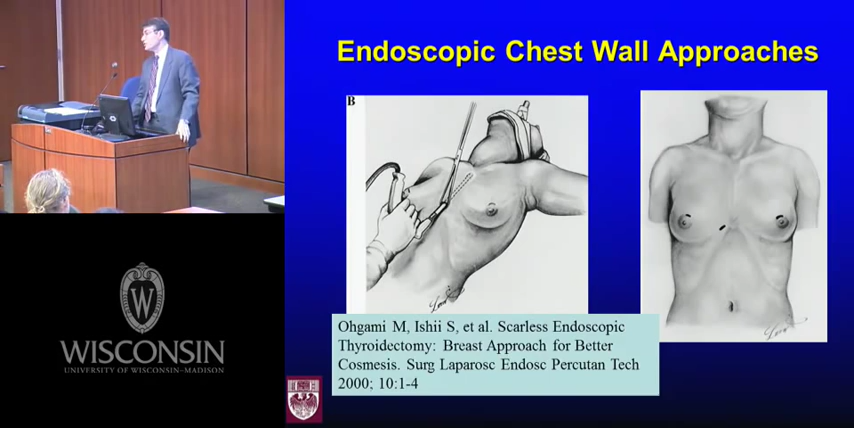 Endoscopic Chest Wall Approaches
B
Ohgami M, Ishii S, et al. Scarless Endoscopic
Thyroidectomy: Breast Approach for Better
Cosmesis. Surg Laparosc Endosc Percutan Tech
2000; 10:1-4
W
WISCONSIN
UNIVERSITY OF WISCONSIN–MADISON